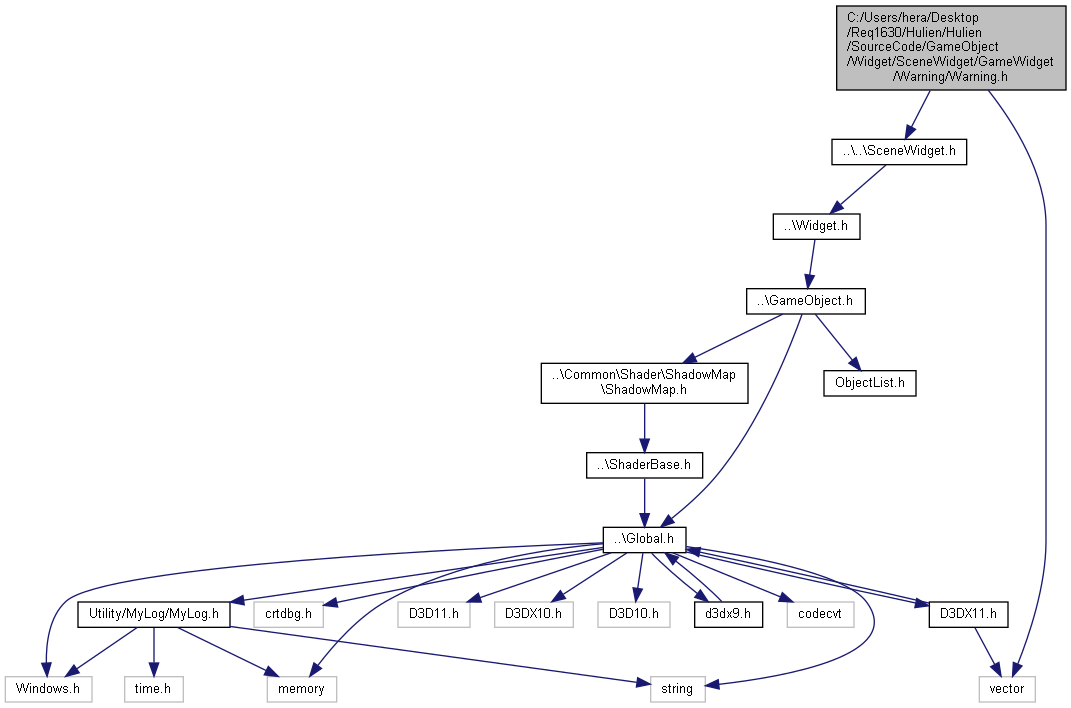 C:/Users/hera/Desktop
/Req1630/Hulien/Hulien
/SourceCode/GameObject
/Widget/SceneWidget/GameWidget
/Warning/Warning.h
..\..\SceneWidget.h
..\Widget.h
..\GameObject.h
..\Common\Shader\ShadowMap
\ShadowMap.h
ObjectList.h
..\ShaderBase.h
..\Global.h
Utility/MyLog/MyLog.h
crtdbg.h
D3D11.h
D3DX10.h
D3D10.h
d3dx9.h
codecvt
D3DX11.h
Windows.h
time.h
memory
string
vector